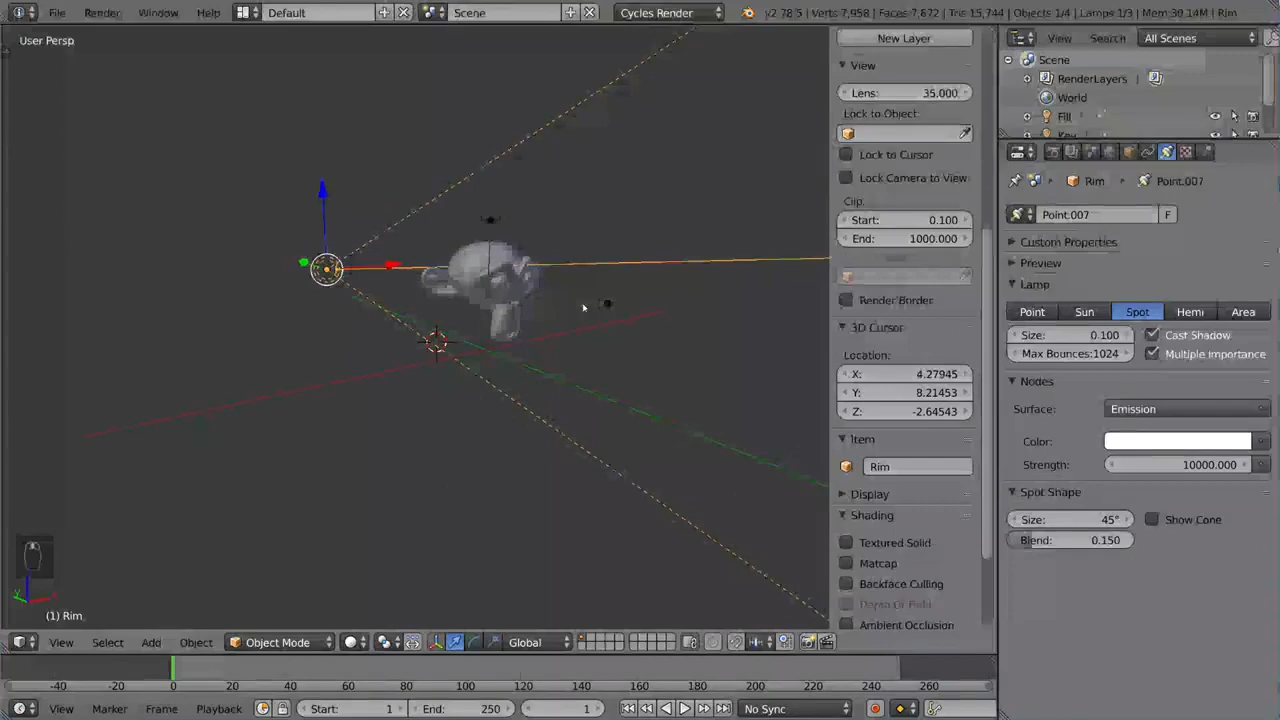 File Render Window Help Default Scene Cycles Render v2.78.5 | Verts:7,958 | Faces:7,872 | Tris:15,744 | Objects:1/4 | Lamps:1/3 | Mem:39.14M | Rim
User Persp
New Layer
View
Lens: 35.000
Lock to Object:
Lock to Cursor
Lock Camera to View
Clip:
Start: 0.100
End: 1000.000
Render Border
3D Cursor
Location:
X: 4.27945
Y: 8.21453
Z: -2.64543
Item
Rim
Display
Shading
Textured Solid
Matcap
Backface Culling
Depth Of Field
Ambient Occlusion
View Search All Scenes
Scene
RenderLayers
World
Fill
Key
Rim Point.007
Point.007 F
Custom Properties
Preview
Lamp
Point Sun Spot Hemi Area
Size: 0.100 Cast Shadow
Max Bounces:1024 Multiple Importance
Nodes
Surface: Emission
Color:
Strength: 10000.000
Spot Shape
Size: 45° Show Cone
Blend: 0.150
(1) Rim
View Select Add Object Object Mode Global
-40 -20 0 20 40 60 80 100 120 140 160 180 200 220 240 260
View Marker Frame Playback Start: 1 End: 250 1 No Sync